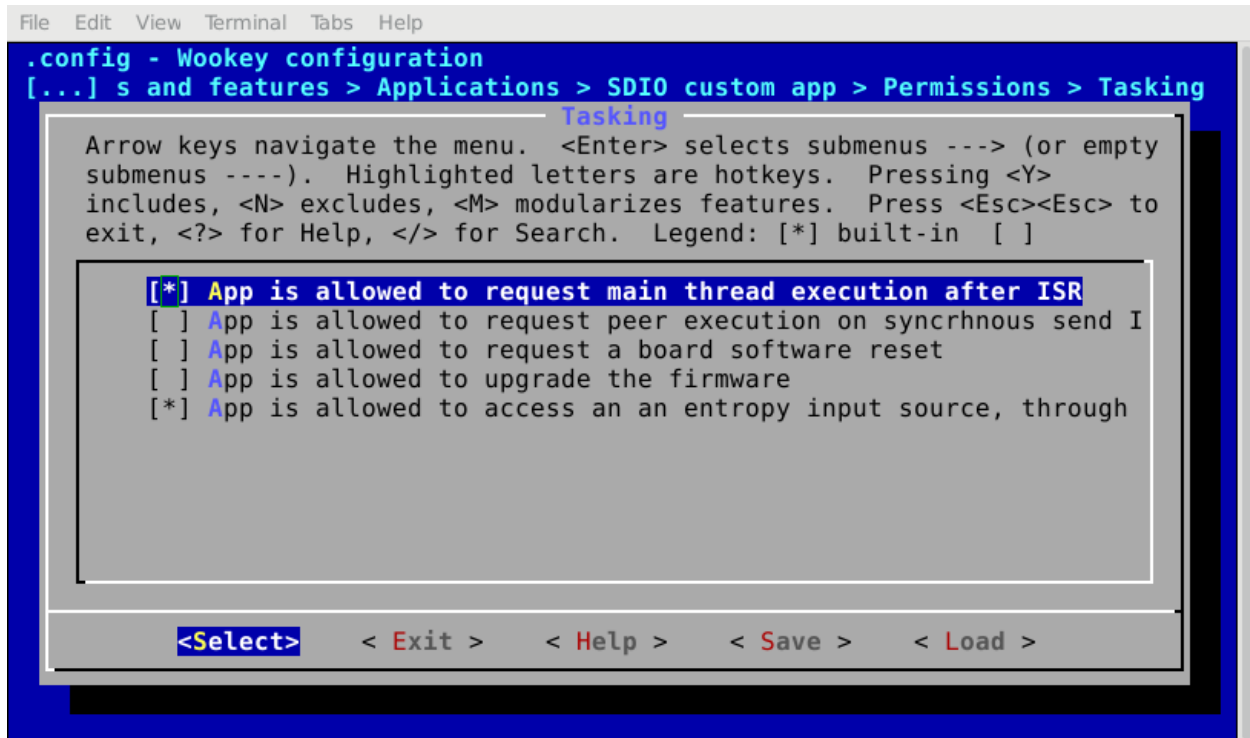 File Edit View Terminal Tabs Help
.config - Wookey configuration
[...] s and features > Applications > SDIO custom app > Permissions > Tasking
Tasking
Arrow keys navigate the menu. <Enter> selects submenus ---> (or empty
submenus ----). Highlighted letters are hotkeys. Pressing <Y>
includes, <N> excludes, <M> modularizes features. Press <Esc><Esc> to
exit, <?> for Help, </> for Search. Legend: [*] built-in [ ]
[*] App is allowed to request main thread execution after ISR
[ ] App is allowed to request peer execution on syncrhnous send I
[ ] App is allowed to request a board software reset
[ ] App is allowed to upgrade the firmware
[*] App is allowed to access an an entropy input source, through
<Select> < Exit > < Help > < Save > < Load >